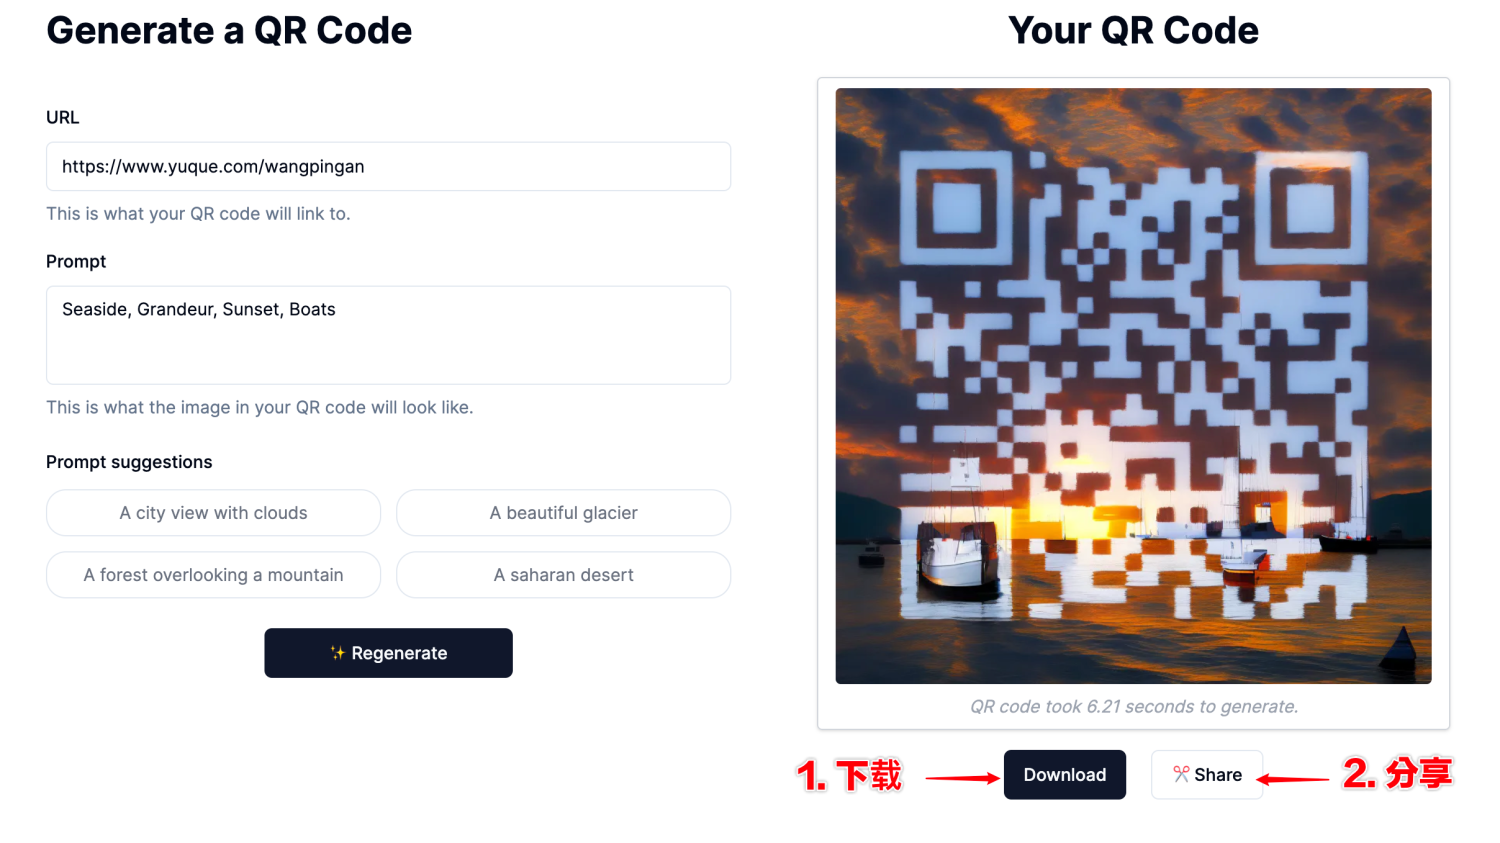 Generate a QR Code
URL
https://www.yuque.com/wangpingan
This is what your QR code will link to.
Prompt
Seaside, Grandeur, Sunset, Boats
This is what the image in your QR code will look like.
Prompt suggestions
A city view with clouds
A beautiful glacier
A forest overlooking a mountain
A saharan desert
✨ Regenerate
Your QR Code
QR code took 6.21 seconds to generate.
1. 下载
Download
✂️ Share
2. 分享